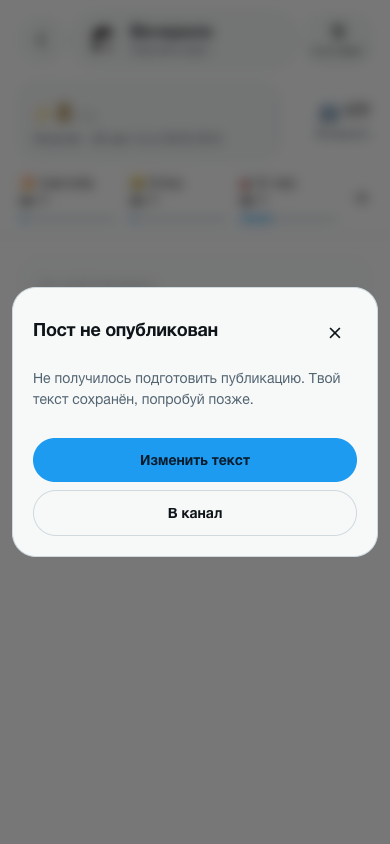 Пост не опубликован
Не получилось подготовить публикацию. Твой
текст сохранён, попробуй позже.
Изменить текст
В канал